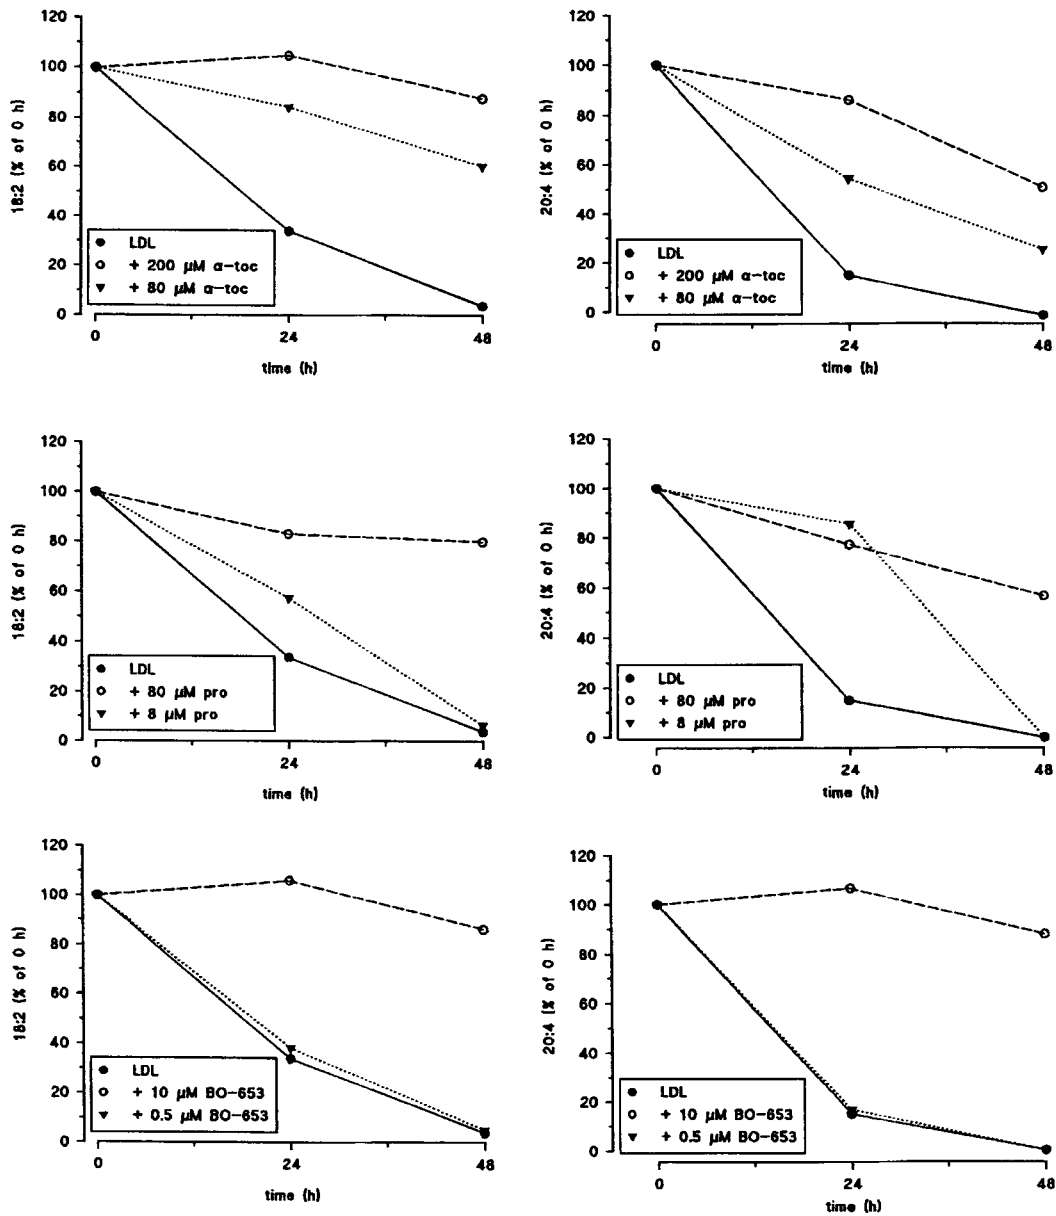 120
100
80
60
40
20
0
18:2 (% of 0 h)
LDL
+ 200 μM α-toc
+ 80 μM α-toc
0
24
48
time (h)
120
100
80
60
40
20
0
20:4 (% of 0 h)
LDL
+ 200 μM α-toc
+ 80 μM α-toc
0
24
48
time (h)
120
100
80
60
40
20
0
18:2 (% of 0 h)
LDL
+ 80 μM pro
+ 8 μM pro
0
24
48
time (h)
120
100
80
60
40
20
0
20:4 (% of 0 h)
LDL
+ 80 μM pro
+ 8 μM pro
0
24
48
time (h)
120
100
80
60
40
20
0
18:2 (% of 0 h)
LDL
+ 10 μM BO-653
+ 0.5 μM BO-653
0
24
48
time (h)
120
100
80
60
40
20
0
20:4 (% of 0 h)
LDL
+ 10 μM BO-653
+ 0.5 μM BO-653
0
24
48
time (h)